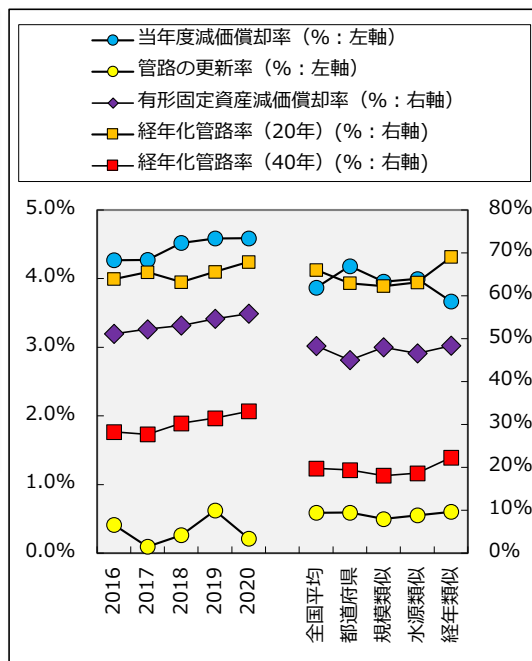 当年度減価償却率（%：左軸）
管路の更新率（%：左軸）
有形固定資産減価償却率（%：右軸）
経年化管路率（20年）(%：右軸)
経年化管路率（40年）(%：右軸)
5.0%
4.0%
3.0%
2.0%
1.0%
0.0%
80%
70%
60%
50%
40%
30%
20%
10%
0%
2016
2017
2018
2019
2020
全国平均
都道府県
規模類似
水源類似
経年類似